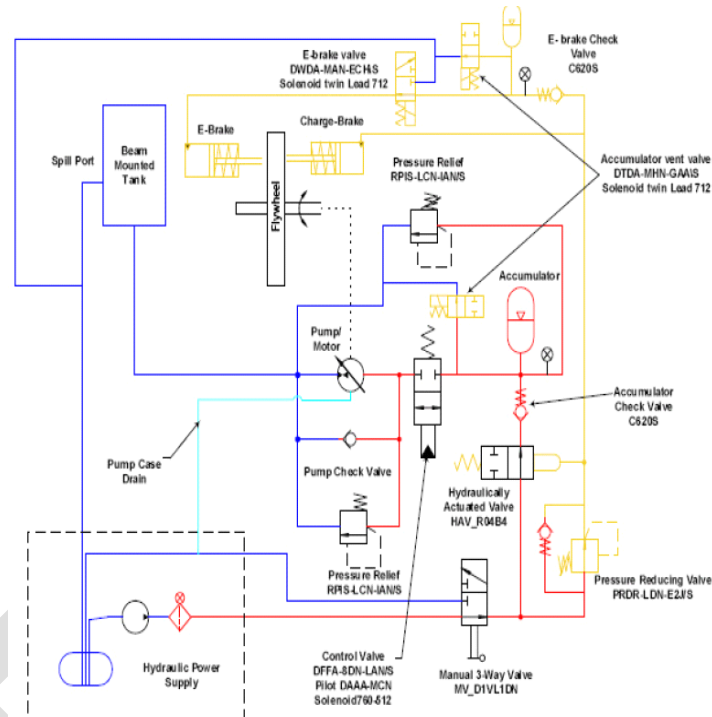 E-brake valve
DWDA-MAN-ECH\S
Solenoid twin Lead 712
E- brake Check
Valve
C620S
Spill Port
Beam
Mounted
Tank
E-Brake
Charge-Brake
Flywheel
Pressure Relief
RPIS-LCN-IAN/S
Accumulator vent valve
DTDA-MHN-GAA\S
Solenoid twin Lead 712
Accumulator
Pump/
Motor
Accumulator
Check Valve
C620S
Pump Case
Drain
Pump Check Valve
Hydraulically
Actuated Valve
HAV_R04B4
Pressure Relief
RPIS-LCN-IAN/S
Pressure Reducing Valve
PRDR-LDN-E2J/S
Hydraulic Power
Supply
Control Valve
DFFA-8DN-LAN/S
Pilot DAAA-MCN
Solenoid760-512
Manual 3-Way Valve
MV_D1VL1DN